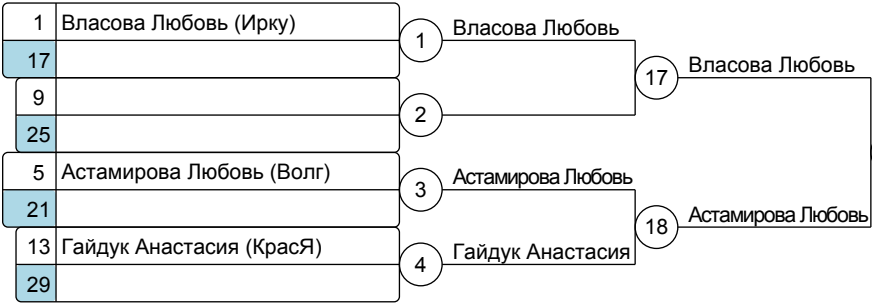 1 Власова Любовь (Ирку)
17
1
Власова Любовь
9
25
2
17
Власова Любовь
5 Астамирова Любовь (Волг)
21
3
Астамирова Любовь
13 Гайдук Анастасия (КрасЯ)
29
4
Гайдук Анастасия
18
Астамирова Любовь